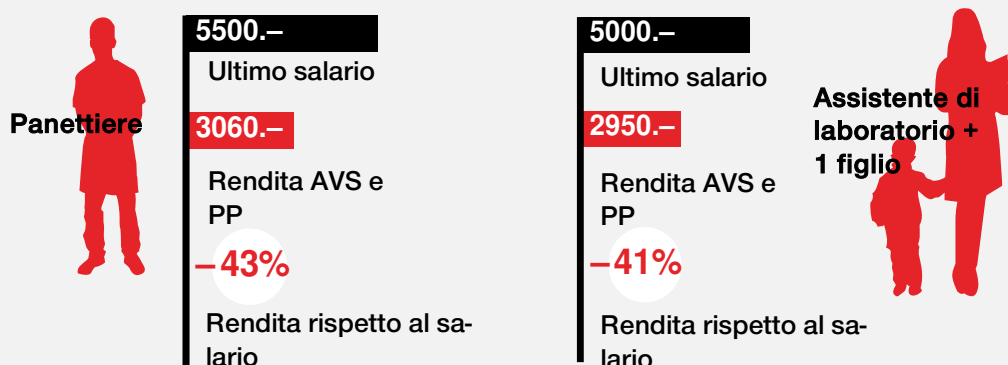 Panettiere
5500.–
Ultimo salario
3060.–
Rendita AVS e
PP
–43%
Rendita rispetto al sa-
lario
5000.–
Ultimo salario
2950.–
Rendita AVS e
PP
–41%
Rendita rispetto al sa-
lario
Assistente di
laboratorio +
1 figlio